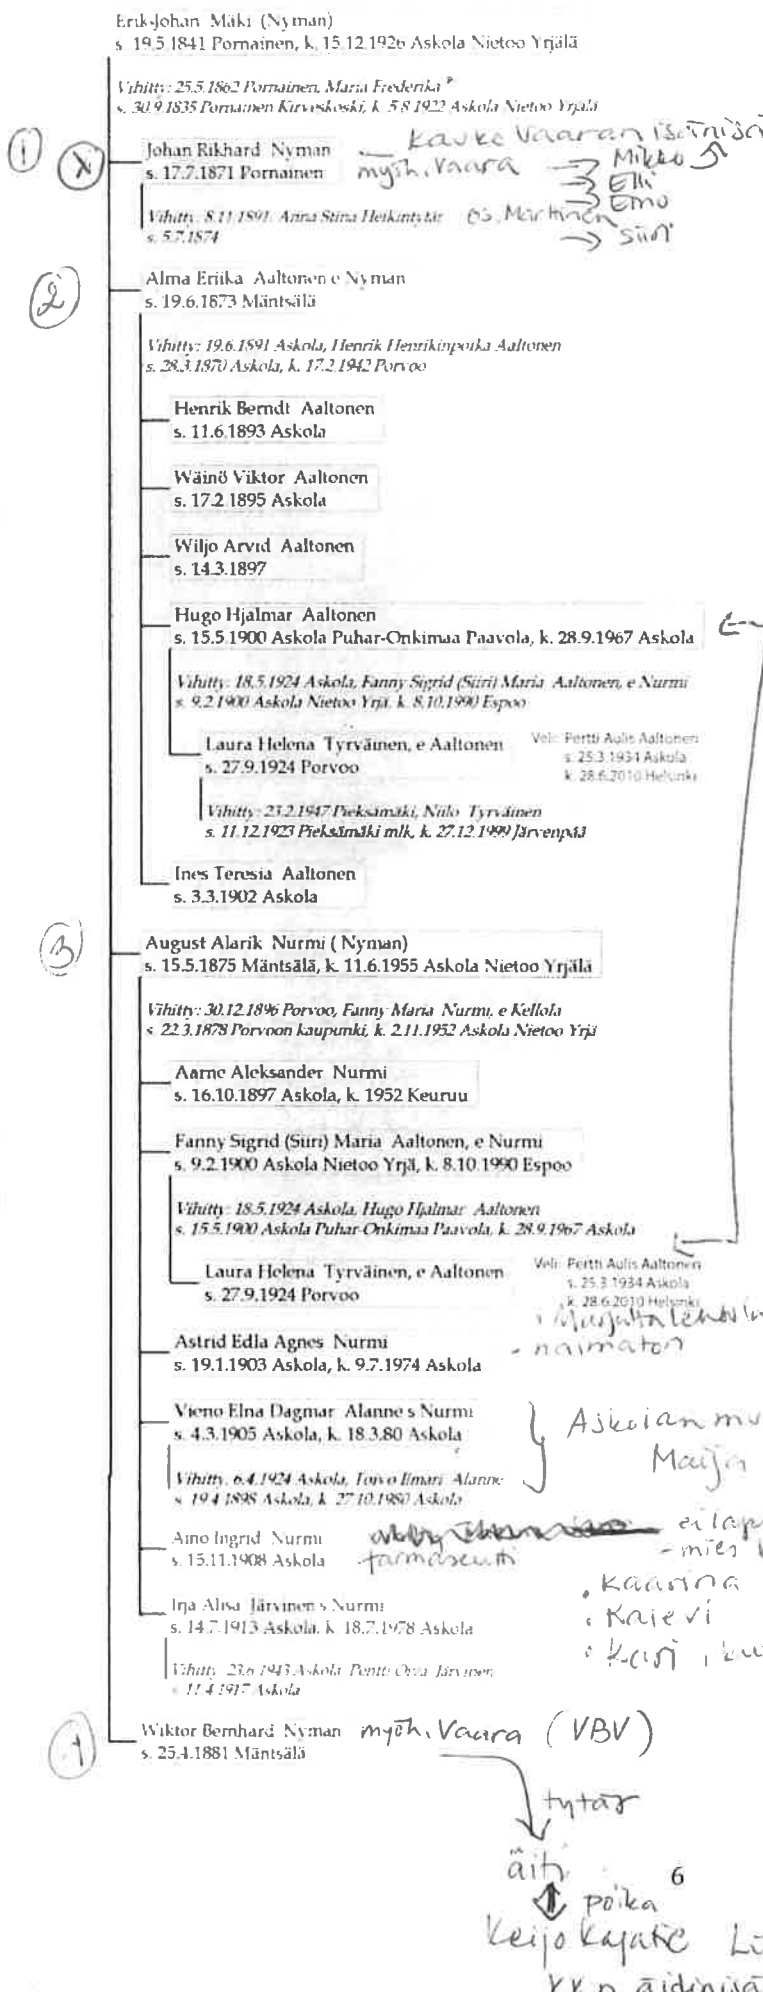 Erik-Johan Mäki (Nyman)
s. 19.5.1841 Pornainen, k. 15.12.1926 Askola Nietoo Yrjälä
Vihitty: 25.5.1862 Pornainen, Maria Frederika
s. 30.9.1835 Pornainen Kirveskoski, k. 5.8.1922 Askola Nietoo Yrjälä
① X Johan Rikhard Nyman
s. 17.7.1871 Pornainen
— Kauko Vaaran isänisä
myöh. Vaara → Mikko
→ Elli
→ Eino
→ Siiri
Vihitty: 8.11.1891. Anna Stina Heikintytär os. Marttinen
s. 5.7.1874
② Alma Eriika Aaltonen e Nyman
s. 19.6.1873 Mäntsälä
Vihitty: 19.6.1891 Askola, Henrik Henrikinpoika Aaltonen
s. 28.3.1870 Askola, k. 17.2.1942 Porvoo
Henrik Berndt Aaltonen
s. 11.6.1893 Askola
Wäinö Viktor Aaltonen
s. 17.2.1895 Askola
Wiljo Arvid Aaltonen
s. 14.3.1897
Hugo Hjalmar Aaltonen
s. 15.5.1900 Askola Puhar-Onkimaa Paavola, k. 28.9.1967 Askola
Vihitty: 18.5.1924 Askola, Fanny Sigrid (Siiri) Maria Aaltonen, e Nurmi
s. 9.2.1900 Askola Nietoo Yrjä, k. 8.10.1990 Espoo
Laura Helena Tyrväinen, e Aaltonen
s. 27.9.1924 Porvoo
Veli: Pertti Aulis Aaltonen
s. 25.3.1934 Askola
k. 28.6.2010 Helsinki
Vihitty: 23.2.1947 Pieksämäki, Niilo Tyrväinen
s. 11.12.1923 Pieksämäki mlk, k. 27.12.1999 Järvenpää
Ines Teresia Aaltonen
s. 3.3.1902 Askola
③ August Alarik Nurmi ( Nyman)
s. 15.5.1875 Mäntsälä, k. 11.6.1955 Askola Nietoo Yrjälä
Vihitty: 30.12.1896 Porvoo, Fanny Maria Nurmi, e Kellola
s. 22.3.1878 Porvoon kaupunki, k. 2.11.1952 Askola Nietoo Yrjä
Aarne Aleksander Nurmi
s. 16.10.1897 Askola, k. 1952 Keuruu
Fanny Sigrid (Siiri) Maria Aaltonen, e Nurmi
s. 9.2.1900 Askola Nietoo Yrjä, k. 8.10.1990 Espoo
Vihitty: 18.5.1924 Askola, Hugo Hjalmar Aaltonen
s. 15.5.1900 Askola Puhar-Onkimaa Paavola, k. 28.9.1967 Askola
Laura Helena Tyrväinen, e Aaltonen
s. 27.9.1924 Porvoo
Veli: Pertti Aulis Aaltonen
s. 25.3.1934 Askola
k. 28.6.2010 Helsinki
Astrid Edla Agnes Nurmi
s. 19.1.1903 Askola, k. 9.7.1974 Askola
- naimaton
Vieno Elna Dagmar Alanne s Nurmi
s. 4.3.1905 Askola, k. 18.3.80 Askola
Askolan mu
Maija
Vihitty: 6.4.1924 Askola, Toivo Ilmari Alanne
s. 19.4.1898 Askola, k. 27.10.1980 Askola
Aino Ingrid Nurmi
s. 15.11.1908 Askola
farmaseutti
ei lap
- mies
Irja Alisa Järvinen s Nurmi
s. 14.7.1913 Askola, k. 18.7.1978 Askola
• Kaarina
• Kalevi
• Kari
Vihitty: 23.6.1943 Askola, Pentti Orva Järvinen
s. 11.4.1917 Askola
Wiktor Bernhard Nyman myöh. Vaara (VBV)
s. 25.4.1881 Mäntsälä
tytär
äiti
6
poika
Keijo
KK:n äidinisä